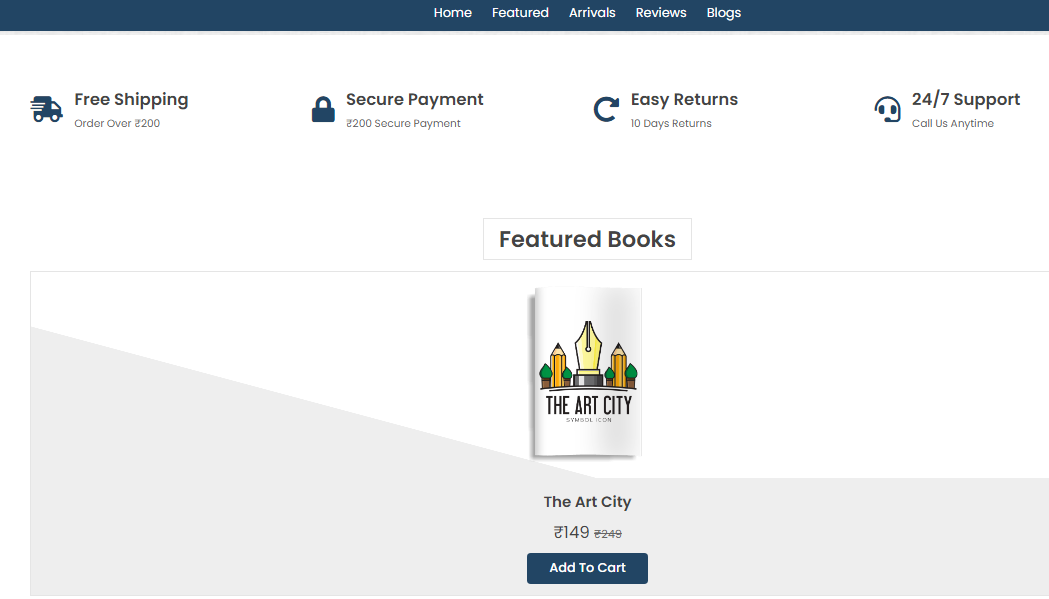 Home Featured Arrivals Reviews Blogs
Free Shipping
Order Over ₹200
Secure Payment
₹200 Secure Payment
Easy Returns
10 Days Returns
24/7 Support
Call Us Anytime
Featured Books
THE ART CITY
SYMBOL ICON
The Art City
₹149 ₹249
Add To Cart